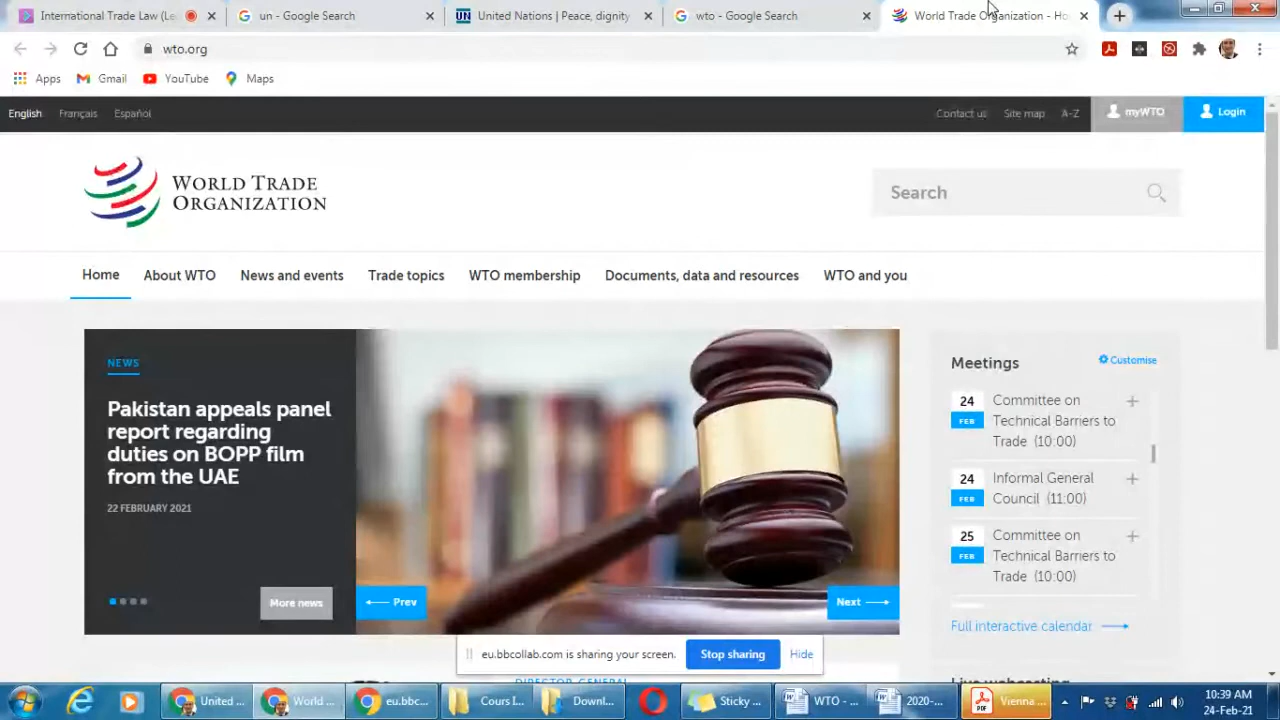 International Trade Law (Le
un - Google Search
United Nations | Peace, dignity
wto - Google Search
World Trade Organization - Ho
wto.org
Apps
Gmail
YouTube
Maps
English Français Español
Contact us Site map A-Z myWTO Login
WORLD TRADE
ORGANIZATION
Search
Home About WTO News and events Trade topics WTO membership Documents, data and resources WTO and you
NEWS
Pakistan appeals panel
report regarding
duties on BOPP film
from the UAE
22 FEBRUARY 2021
More news
Prev
Next
Meetings
Customise
24
FEB
Committee on
Technical Barriers to
Trade (10:00)
24
FEB
Informal General
Council (11:00)
25
FEB
Committee on
Technical Barriers to
Trade (10:00)
Full interactive calendar
eu.bbcollab.com is sharing your screen. Stop sharing Hide
DIRECTOR-GENERAL
United ...
World ...
eu.bbc...
Cours I...
Downl...
Sticky ...
WTO - ...
2020-...
Vienna ...
10:39 AM
24-Feb-21